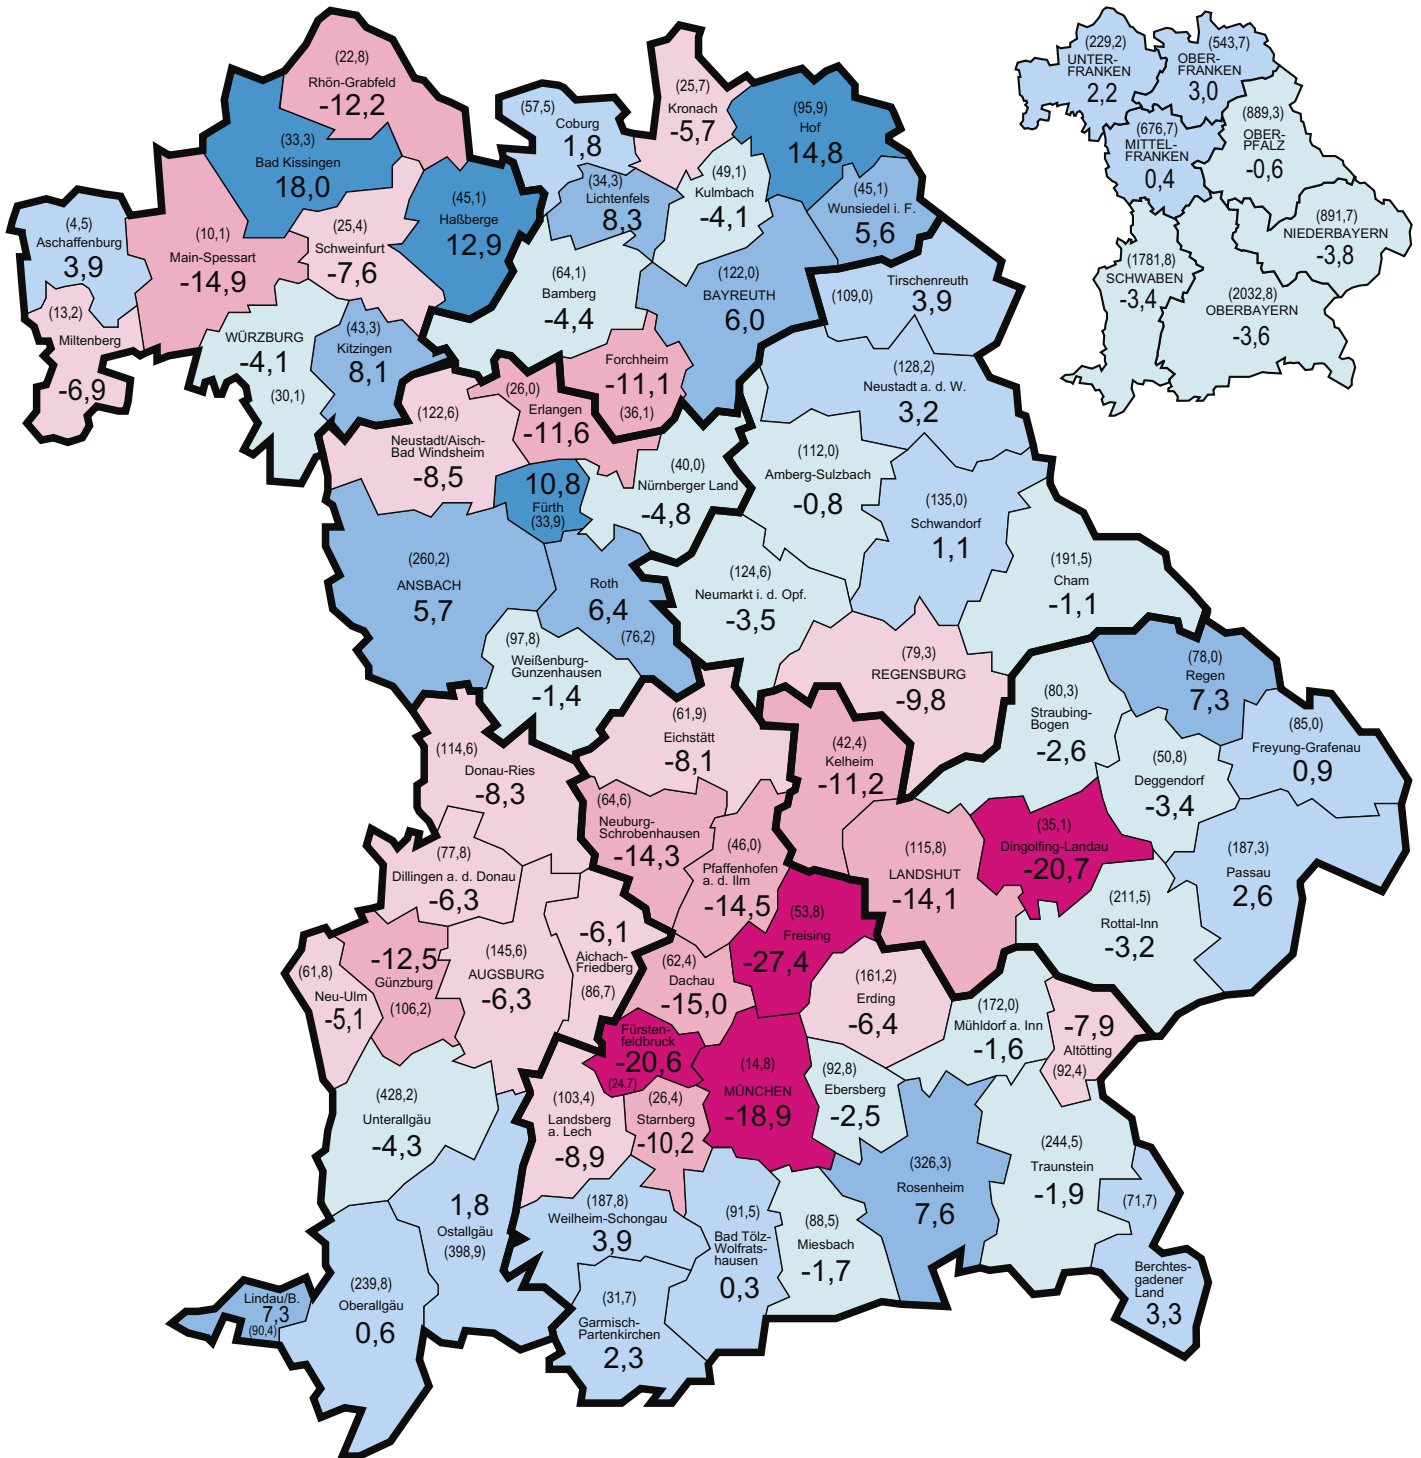 (22,8)
Rhön-Grabfeld
-12,2
(33,3)
Bad Kissingen
18,0
(45,1)
Haßberge
12,9
(25,4)
Schweinfurt
-7,6
(10,1)
Main-Spessart
-14,9
(4,5)
Aschaffenburg
3,9
(13,2)
Miltenberg
-6,9
WÜRZBURG
-4,1
(30,1)
(43,3)
Kitzingen
8,1
(57,5)
Coburg
1,8
(25,7)
Kronach
-5,7
(95,9)
Hof
14,8
(34,3)
Lichtenfels
8,3
(49,1)
Kulmbach
-4,1
(45,1)
Wunsiedel i. F.
5,6
(64,1)
Bamberg
-4,4
(122,0)
BAYREUTH
6,0
Forchheim
-11,1
(36,1)
(229,2)
UNTER-
FRANKEN
2,2
(543,7)
OBER-
FRANKEN
3,0
(676,7)
MITTEL-
FRANKEN
0,4
(889,3)
OBER-
PFALZ
-0,6
(891,7)
NIEDERBAYERN
-3,8
(1781,8)
SCHWABEN
-3,4
(2032,8)
OBERBAYERN
-3,6
Tirschenreuth
(109,0)
3,9
(128,2)
Neustadt a. d. W.
3,2
(112,0)
Amberg-Sulzbach
-0,8
(135,0)
Schwandorf
1,1
(191,5)
Cham
-1,1
(124,6)
Neumarkt i. d. Opf.
-3,5
(79,3)
REGENSBURG
-9,8
(122,6)
Neustadt/Aisch-
Bad Windsheim
-8,5
(26,0)
Erlangen
-11,6
10,8
Fürth
(33,9)
(40,0)
Nürnberger Land
-4,8
(260,2)
ANSBACH
5,7
Roth
6,4
(76,2)
(97,8)
Weißenburg-
Gunzenhausen
-1,4
(78,0)
Regen
7,3
(80,3)
Straubing-
Bogen
-2,6
(85,0)
Freyung-Grafenau
0,9
(50,8)
Deggendorf
-3,4
(42,4)
Kelheim
-11,2
(115,8)
LANDSHUT
-14,1
(35,1)
Dingolfing-Landau
-20,7
(187,3)
Passau
2,6
(211,5)
Rottal-Inn
-3,2
(114,6)
Donau-Ries
-8,3
(77,8)
Dillingen a. d. Donau
-6,3
-12,5
Günzburg
(106,2)
(61,8)
Neu-Ulm
-5,1
(145,6)
AUGSBURG
-6,3
-6,1
Aichach-
Friedberg
(86,7)
(428,2)
Unterallgäu
-4,3
1,8
Ostallgäu
(398,9)
(239,8)
Oberallgäu
0,6
Lindau/B.
7,3
(90,4)
(61,9)
Eichstätt
-8,1
(64,6)
Neuburg-
Schrobenhausen
-14,3
(46,0)
Pfaffenhofen
a. d. Ilm
-14,5
(53,8)
Freising
-27,4
(62,4)
Dachau
-15,0
(161,2)
Erding
-6,4
(172,0)
Mühldorf a. Inn
-1,6
-7,9
Altötting
(92,4)
Fürsten-
feldbruck
-20,6
(24,7)
(14,8)
MÜNCHEN
-18,9
(92,8)
Ebersberg
-2,5
(103,4)
Landsberg
a. Lech
-8,9
(26,4)
Starnberg
-10,2
(326,3)
Rosenheim
7,6
(244,5)
Traunstein
-1,9
(71,7)
Berchtes-
gadener
Land
3,3
(187,8)
Weilheim-Schongau
3,9
(91,5)
Bad Tölz-
Wolfrats-
hausen
0,3
(88,5)
Miesbach
-1,7
(31,7)
Garmisch-
Partenkirchen
2,3